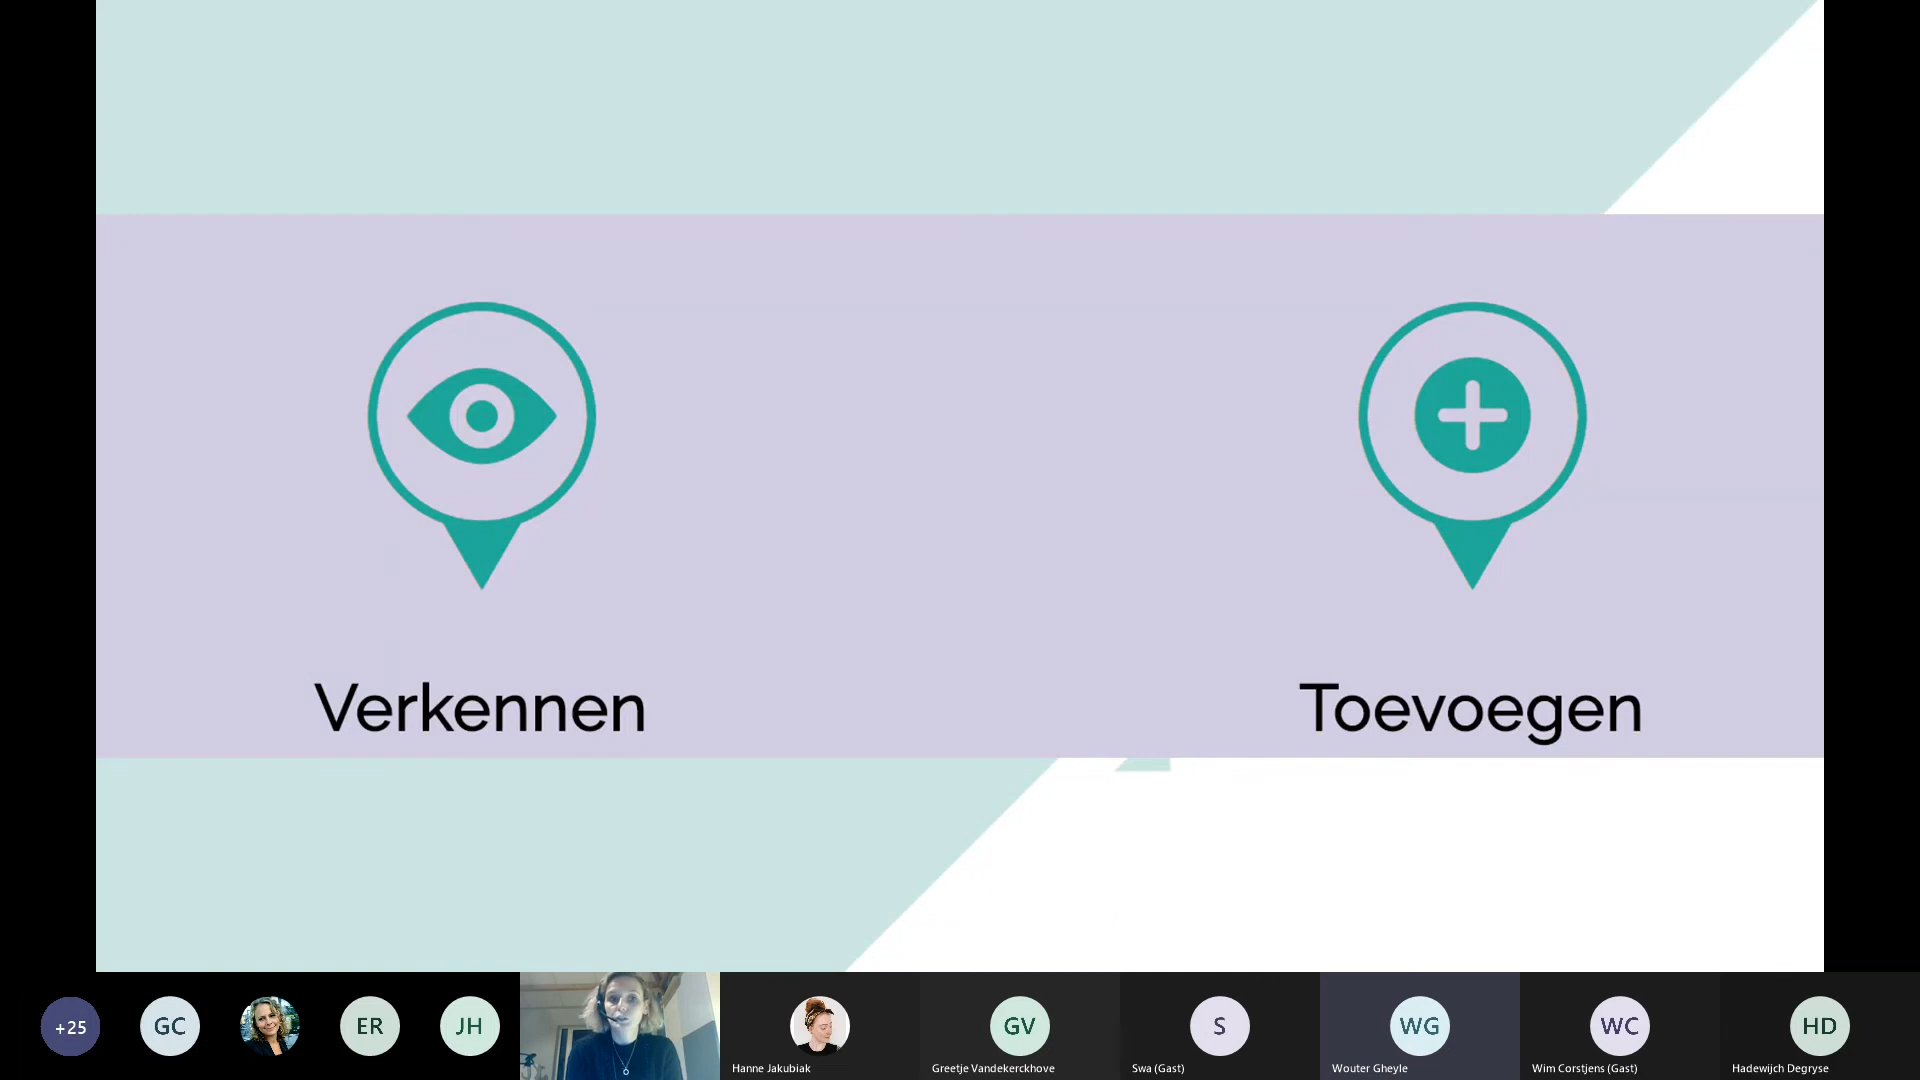 Verkennen
Toevoegen
+25
GC
ER
JH
Hanne Jakubiak
GV
Greetje Vandekerckhove
S
Swa (Gast)
WG
Wouter Gheyle
WC
Wim Corstjens (Gast)
HD
Hadewijch Degryse